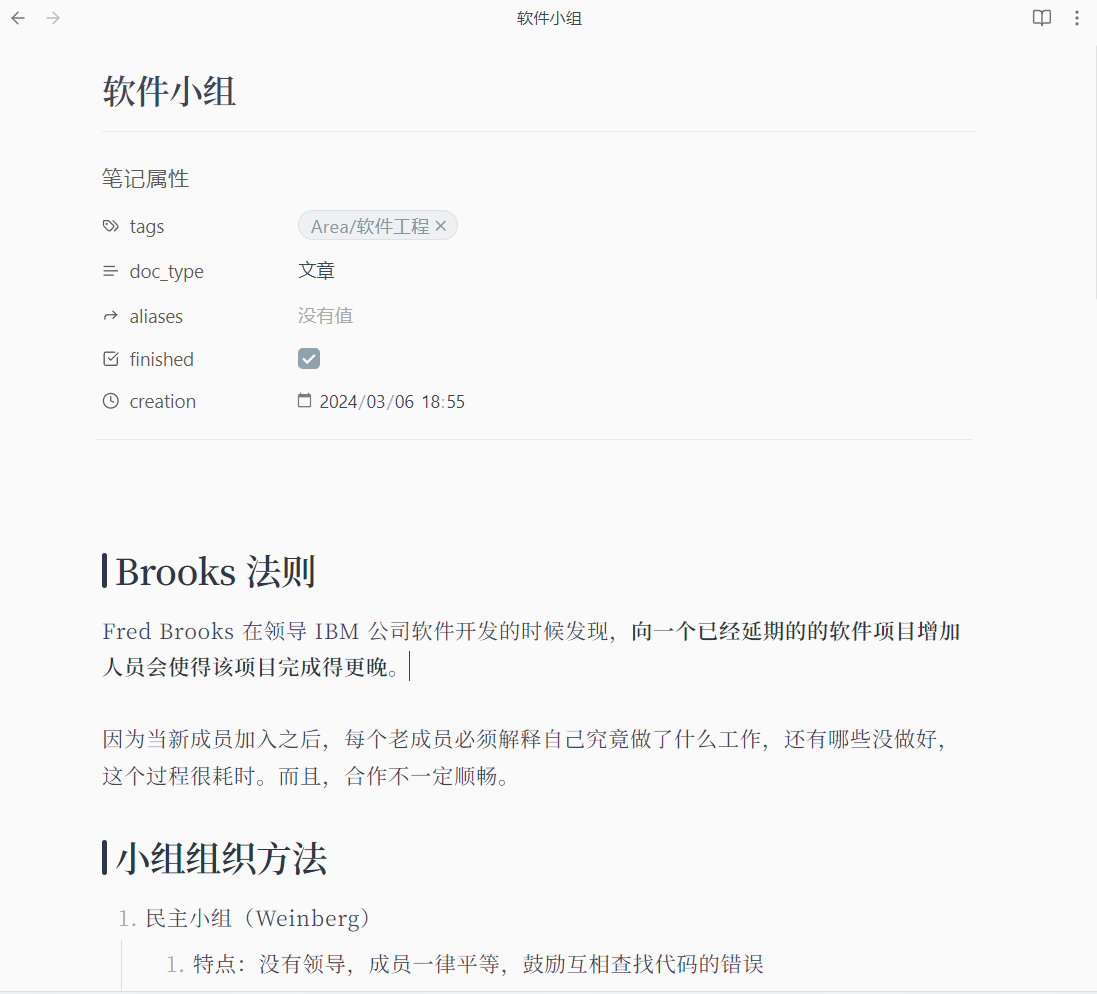 软件小组
软件小组
笔记属性
tags Area/软件工程
doc_type 文章
aliases 没有值
finished
creation 2024/03/06 18:55
Brooks 法则
Fred Brooks 在领导 IBM 公司软件开发的时候发现，向一个已经延期的的软件项目增加
人员会使得该项目完成得更晚。
因为当新成员加入之后，每个老成员必须解释自己究竟做了什么工作，还有哪些没做好，
这个过程很耗时。而且，合作不一定顺畅。
小组组织方法
1. 民主小组（Weinberg）
1. 特点：没有领导，成员一律平等，鼓励互相查找代码的错误